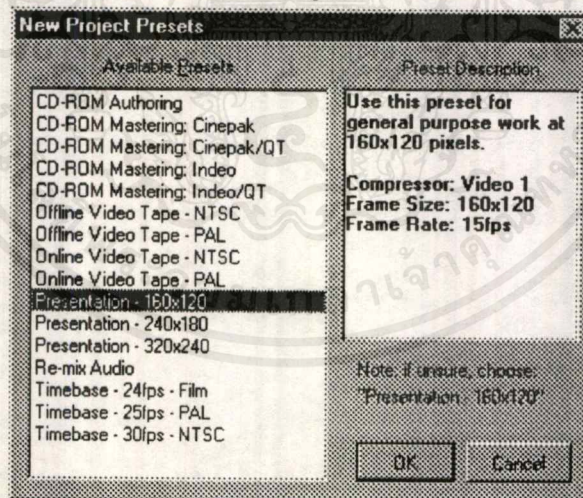 New Project Presets
Available Presets
CD-ROM Authoring
CD-ROM Mastering: Cinepak
CD-ROM Mastering: Cinepak/QT
CD-ROM Mastering: Indeo
CD-ROM Mastering: Indeo/QT
Offline Video Tape - NTSC
Offline Video Tape - PAL
Online Video Tape - NTSC
Online Video Tape - PAL
Presentation - 160x120
Presentation - 240x180
Presentation - 320x240
Re-mix Audio
Timebase - 24fps - Film
Timebase - 25fps - PAL
Timebase - 30fps - NTSC
Preset Description
Use this preset for
general purpose work at
160x120 pixels.
Compressor: Video 1
Frame Size: 160x120
Frame Rate: 15fps
Note: if unsure, choose:
"Presentation - 160x120"
OK
Cancel